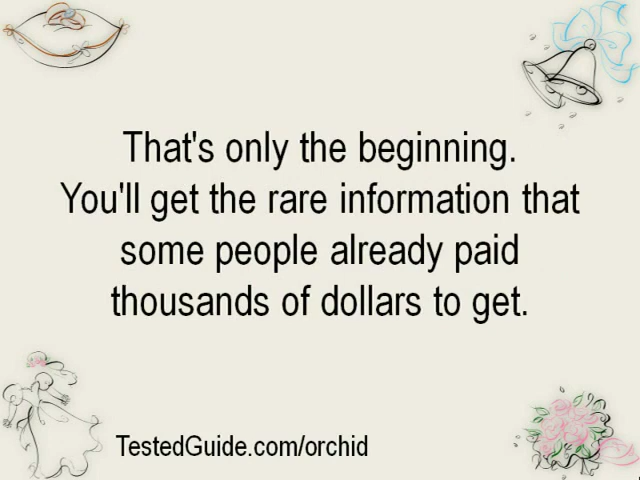 That's only the beginning.
You'll get the rare information that
some people already paid
thousands of dollars to get.
TestedGuide.com/orchid